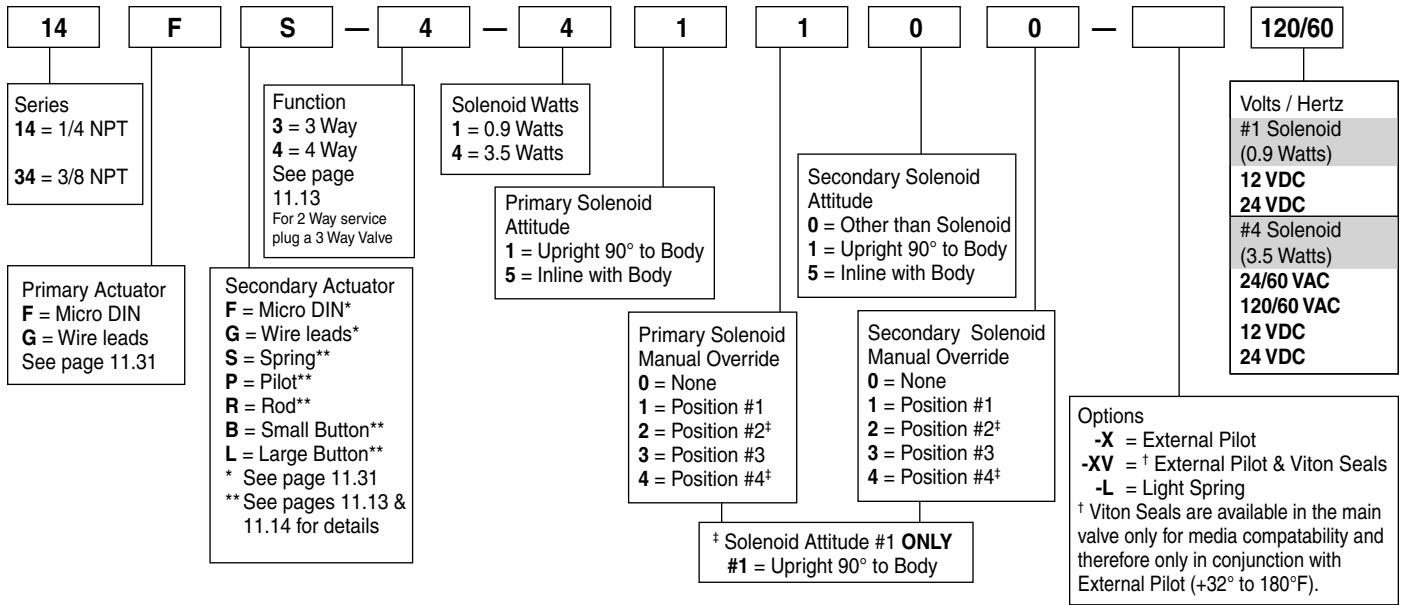 14 F S — 4 — 4 1 1 0 0 — 120/60
Series
14 = 1/4 NPT
34 = 3/8 NPT
Primary Actuator
F = Micro DIN
G = Wire leads
See page 11.31
Secondary Actuator
F = Micro DIN*
G = Wire leads*
S = Spring**
P = Pilot**
R = Rod**
B = Small Button**
L = Large Button**
* See page 11.31
** See pages 11.13 &
11.14 for details
Function
3 = 3 Way
4 = 4 Way
See page
11.13
For 2 Way service
plug a 3 Way Valve
Solenoid Watts
1 = 0.9 Watts
4 = 3.5 Watts
Primary Solenoid
Attitude
1 = Upright 90° to Body
5 = Inline with Body
Primary Solenoid
Manual Override
0 = None
1 = Position #1
2 = Position #2‡
3 = Position #3
4 = Position #4‡
Secondary Solenoid
Attitude
0 = Other than Solenoid
1 = Upright 90° to Body
5 = Inline with Body
Secondary Solenoid
Manual Override
0 = None
1 = Position #1
2 = Position #2‡
3 = Position #3
4 = Position #4‡
‡ Solenoid Attitude #1 ONLY
#1 = Upright 90° to Body
Options
-X = External Pilot
-XV = † External Pilot & Viton Seals
-L = Light Spring
† Viton Seals are available in the main
valve only for media compatability and
therefore only in conjunction with
External Pilot (+32° to 180°F).
Volts / Hertz
#1 Solenoid
(0.9 Watts)
12 VDC
24 VDC
#4 Solenoid
(3.5 Watts)
24/60 VAC
120/60 VAC
12 VDC
24 VDC